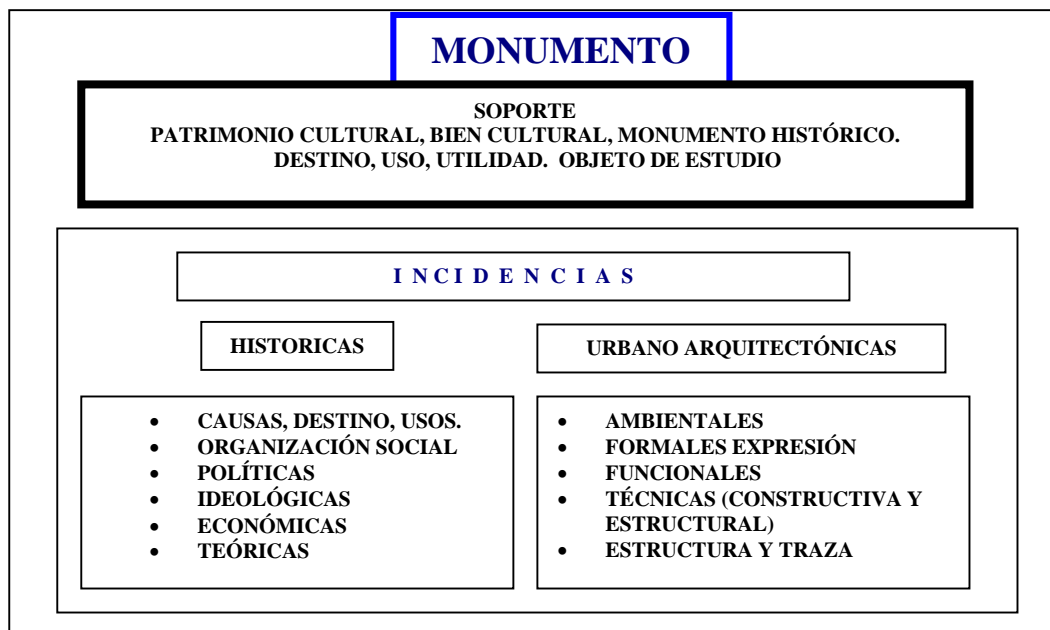 MONUMENTO
SOPORTE
PATRIMONIO CULTURAL, BIEN CULTURAL, MONUMENTO HISTÓRICO.
DESTINO, USO, UTILIDAD. OBJETO DE ESTUDIO
I N C I D E N C I A S
HISTORICAS
• CAUSAS, DESTINO, USOS.
• ORGANIZACIÓN SOCIAL
• POLÍTICAS
• IDEOLÓGICAS
• ECONÓMICAS
• TEÓRICAS
URBANO ARQUITECTÓNICAS
• AMBIENTALES
• FORMALES EXPRESIÓN
• FUNCIONALES
• TÉCNICAS (CONSTRUCTIVA Y
ESTRUCTURAL)
• ESTRUCTURA Y TRAZA